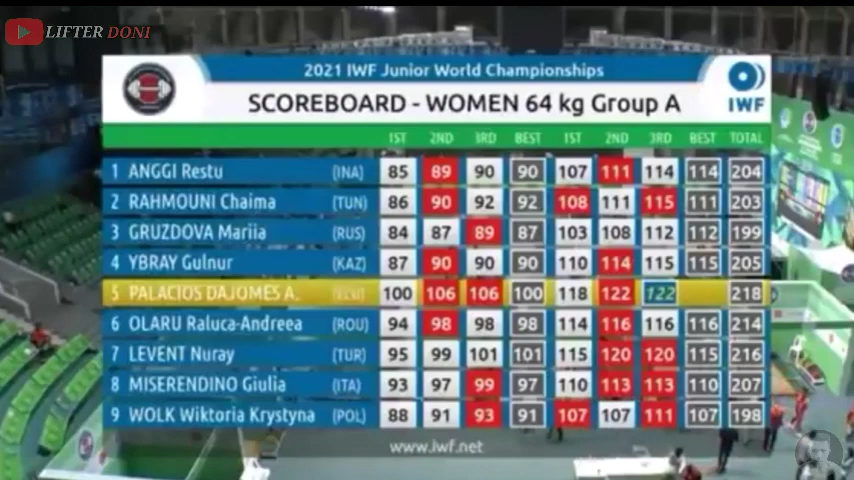 LIFTER DONI
2021 IWF Junior World Championships
SCOREBOARD - WOMEN 64 kg Group A
IWF
1ST 2ND 3RD BEST 1ST 2ND 3RD BEST TOTAL
1 ANGGI Restu (INA) 85 89 90 90 107 111 114 114 204
2 RAHMOUNI Chaima (TUN) 86 90 92 92 108 111 115 111 203
3 GRUZDOVA Mariia (RUS) 84 87 89 87 103 108 112 112 199
4 YBRAY Gulnur (KAZ) 87 90 90 90 110 114 115 115 205
5 PALACIOS DAJOMES A. 100 106 106 100 118 122 122 218
6 OLARU Raluca-Andreea (ROU) 94 98 98 98 114 116 116 116 214
7 LEVENT Nuray (TUR) 95 99 101 101 115 120 120 115 216
8 MISERENDINO Giulia (ITA) 93 97 99 97 110 113 113 110 207
9 WOLK Wiktoria Krystyna (POL) 88 91 93 91 107 107 111 107 198
www.iwf.net